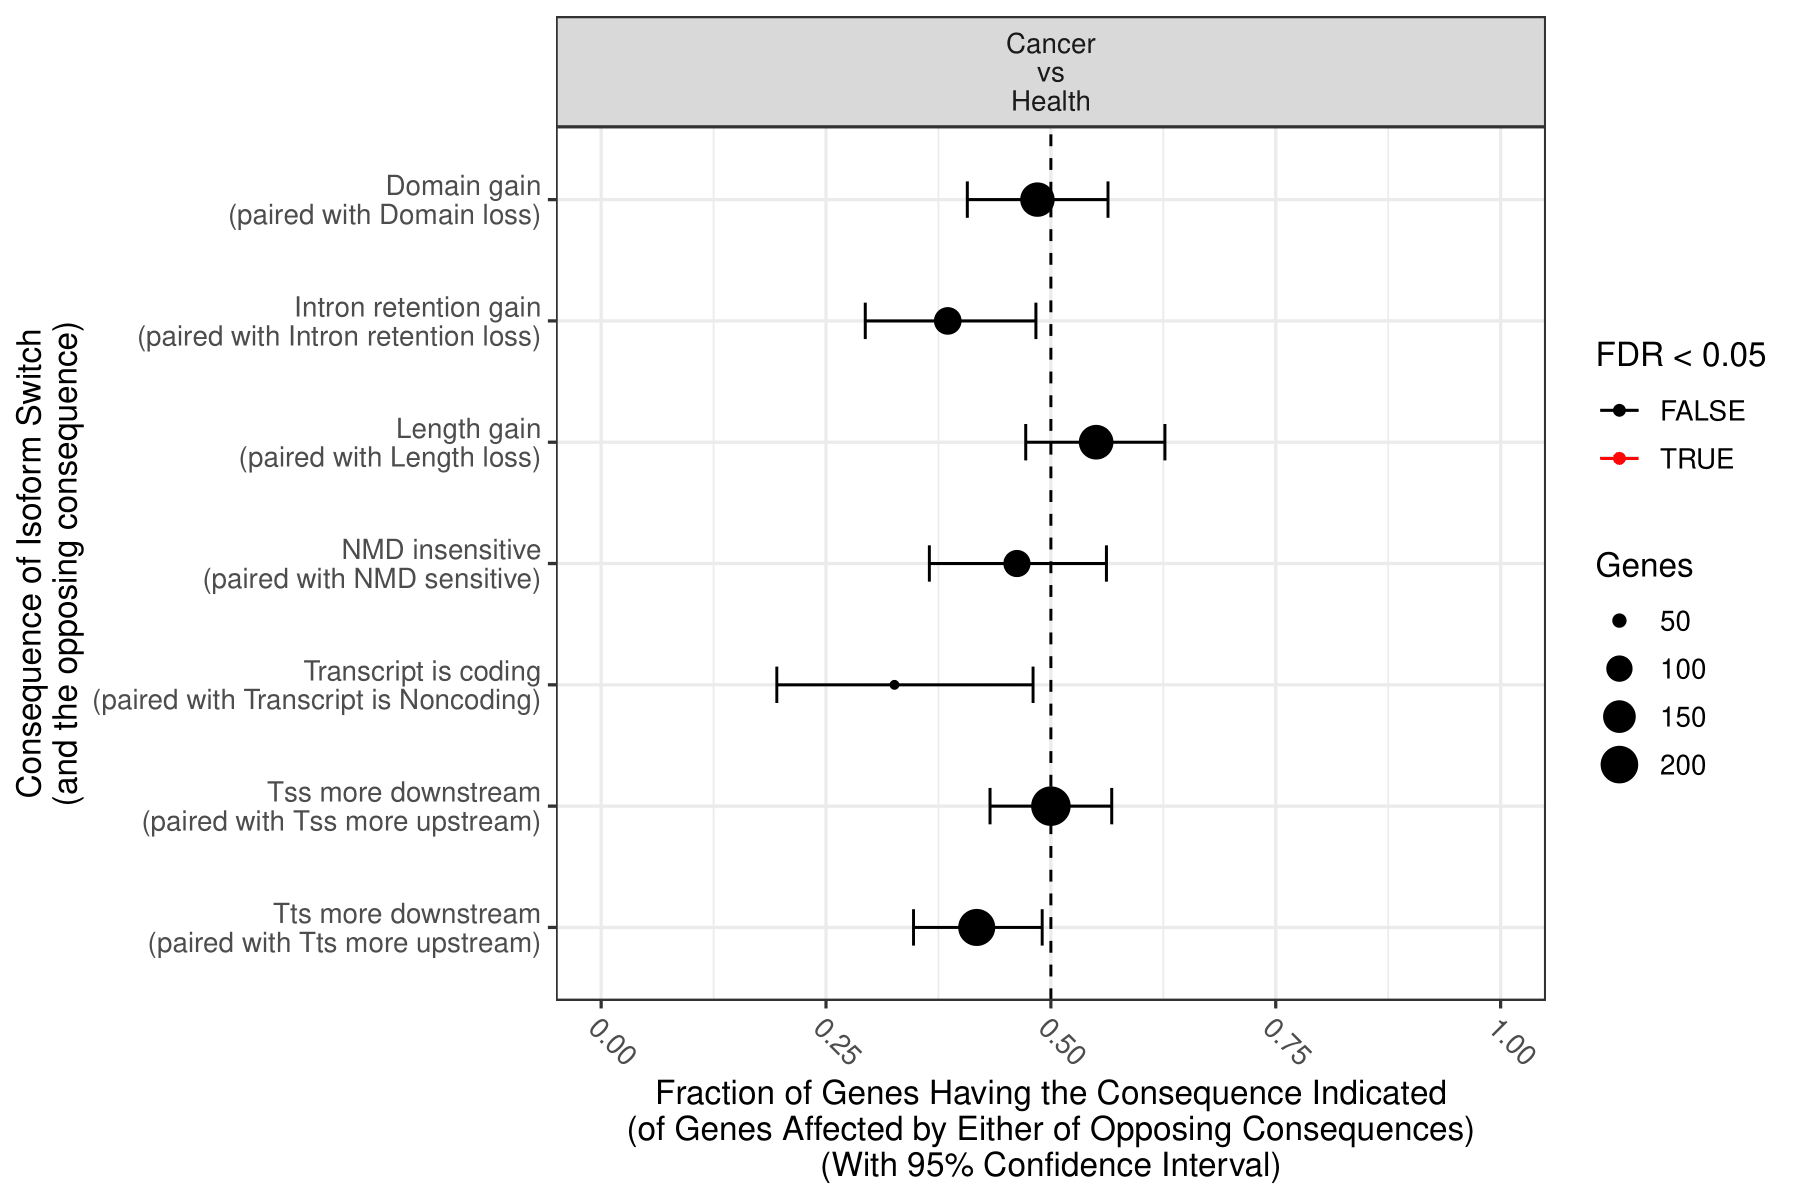 Cancer
vs
Health
Consequence of Isoform Switch
(and the opposing consequence)
Domain gain
(paired with Domain loss)
Intron retention gain
(paired with Intron retention loss)
Length gain
(paired with Length loss)
NMD insensitive
(paired with NMD sensitive)
Transcript is coding
(paired with Transcript is Noncoding)
Tss more downstream
(paired with Tss more upstream)
Tts more downstream
(paired with Tts more upstream)
0.00
0.25
0.50
0.75
1.00
Fraction of Genes Having the Consequence Indicated
(of Genes Affected by Either of Opposing Consequences)
(With 95% Confidence Interval)
FDR < 0.05
FALSE
TRUE
Genes
50
100
150
200